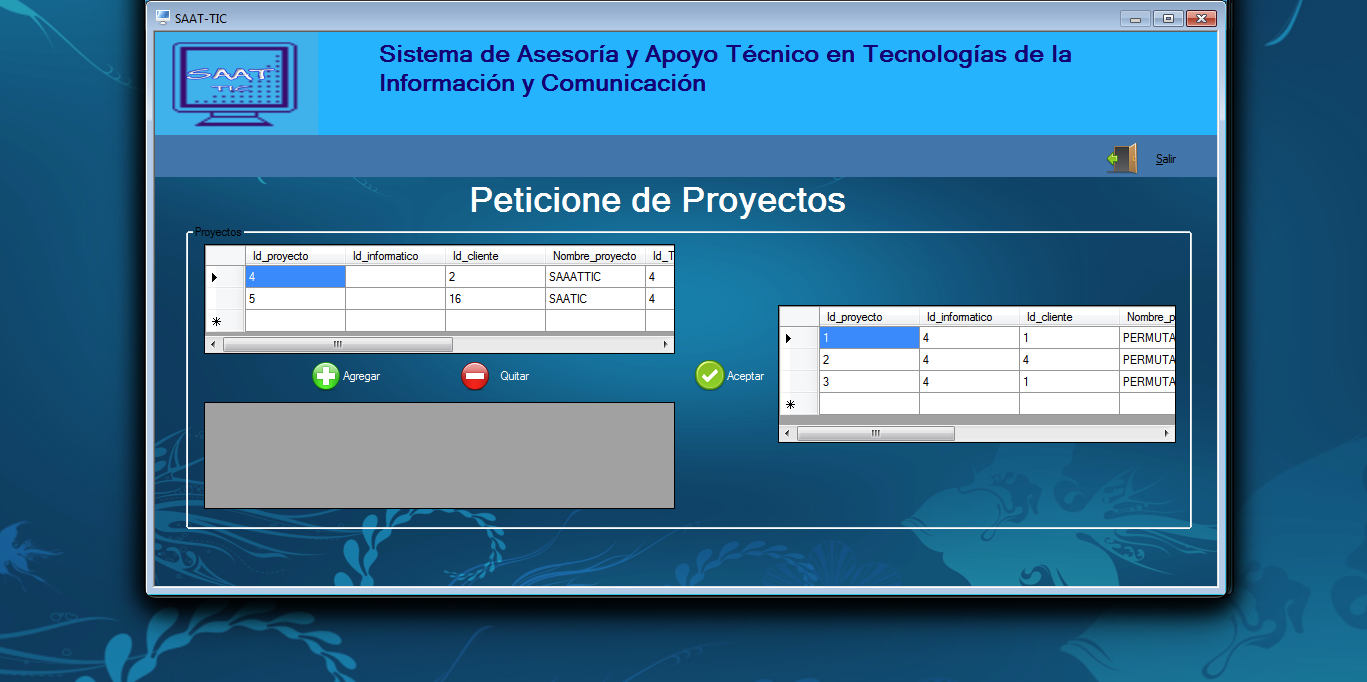 SAAT-TIC
SAAT
TIC
Sistema de Asesoría y Apoyo Técnico en Tecnologías de la
Información y Comunicación
Salir
Peticione de Proyectos
Proyectos
Id_proyecto Id_informatico Id_cliente Nombre_proyecto Id_T
4 2 SAAATTIC 4
5 16 SAATIC 4
*
Agregar Quitar Aceptar
Id_proyecto Id_informatico Id_cliente Nombre_p
1 4 1 PERMUTA
2 4 4 PERMUTA
3 4 1 PERMUTA
*